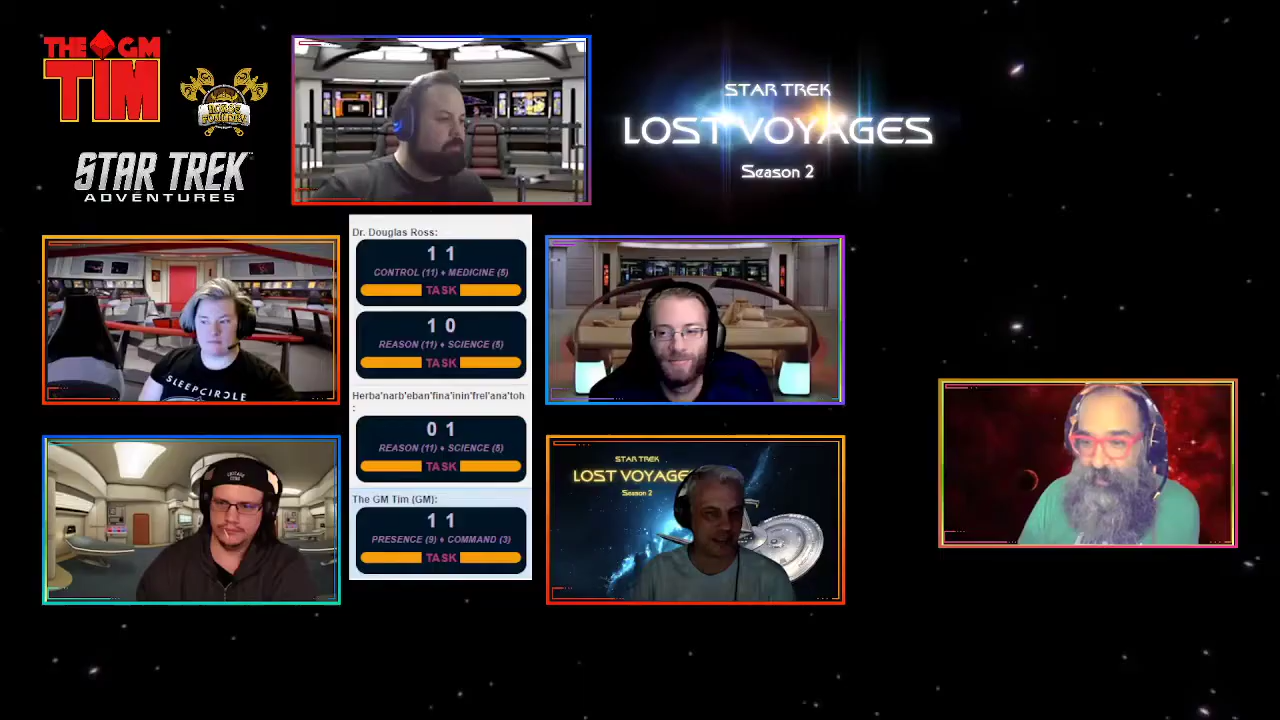 THE GM
TIM
STAR TREK
ADVENTURES
STAR TREK
LOST VOYAGES
Season 2
Dr. Douglas Ross:
1 1
CONTROL (11) ♦ MEDICINE (5)
TASK
1 0
REASON (11) ♦ SCIENCE (5)
TASK
Herba'narb'eban'fina'inin'frel'ana'toh
:
0 1
REASON (11) ♦ SCIENCE (5)
TASK
The GM Tim (GM):
1 1
PRESENCE (9) ♦ COMMAND (3)
TASK
SLEEPCIRCLE
STAR TREK
LOST VOYAGE
Season 2